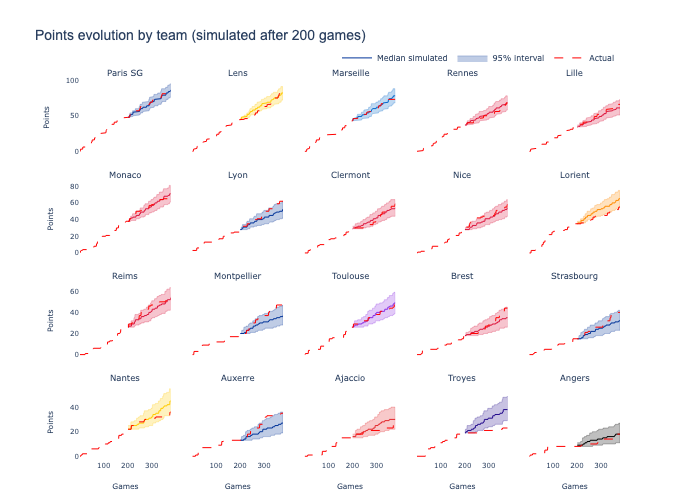 Points evolution by team (simulated after 200 games)
Median simulated 95% interval Actual
Paris SG Lens Marseille Rennes Lille
100
50
0
Points
Monaco Lyon Clermont Nice Lorient
80
60
40
20
0
Points
Reims Montpellier Toulouse Brest Strasbourg
60
40
20
0
Points
Nantes Auxerre Ajaccio Troyes Angers
40
20
0
Points
100 200 300 100 200 300 100 200 300 100 200 300 100 200 300
Games Games Games Games Games